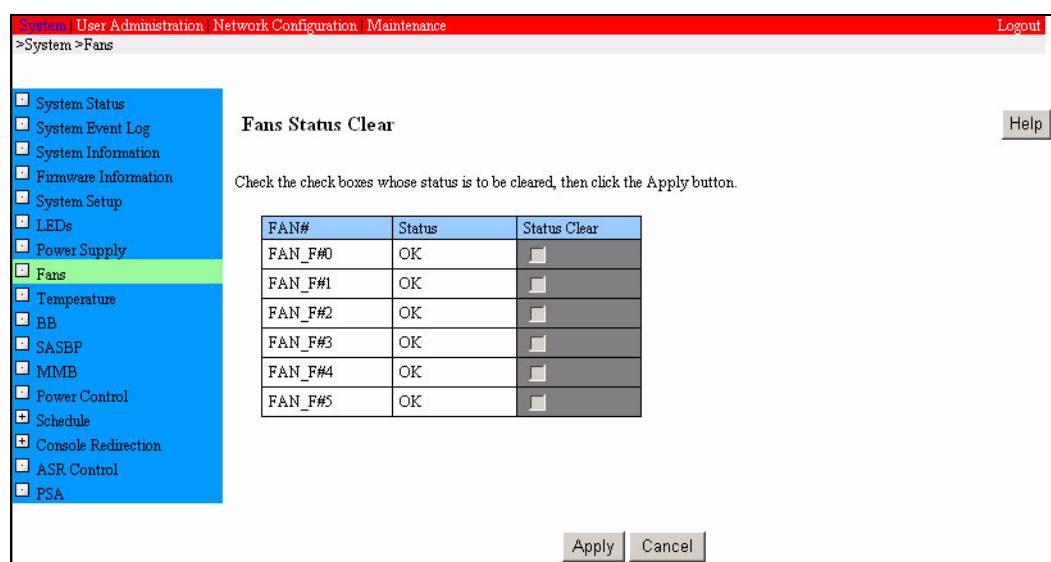 System | User Administration | Network Configuration | Maintenance Logout
>System >Fans
System Status
System Event Log
System Information
Firmware Information
System Setup
LEDs
Power Supply
Fans
Temperature
BB
SASBP
MMB
Power Control
Schedule
Console Redirection
ASR Control
PSA
Fans Status Clear
Help
Check the check boxes whose status is to be cleared, then click the Apply button.
FAN# Status Status Clear
FAN_F#0 OK
FAN_F#1 OK
FAN_F#2 OK
FAN_F#3 OK
FAN_F#4 OK
FAN_F#5 OK
Apply Cancel